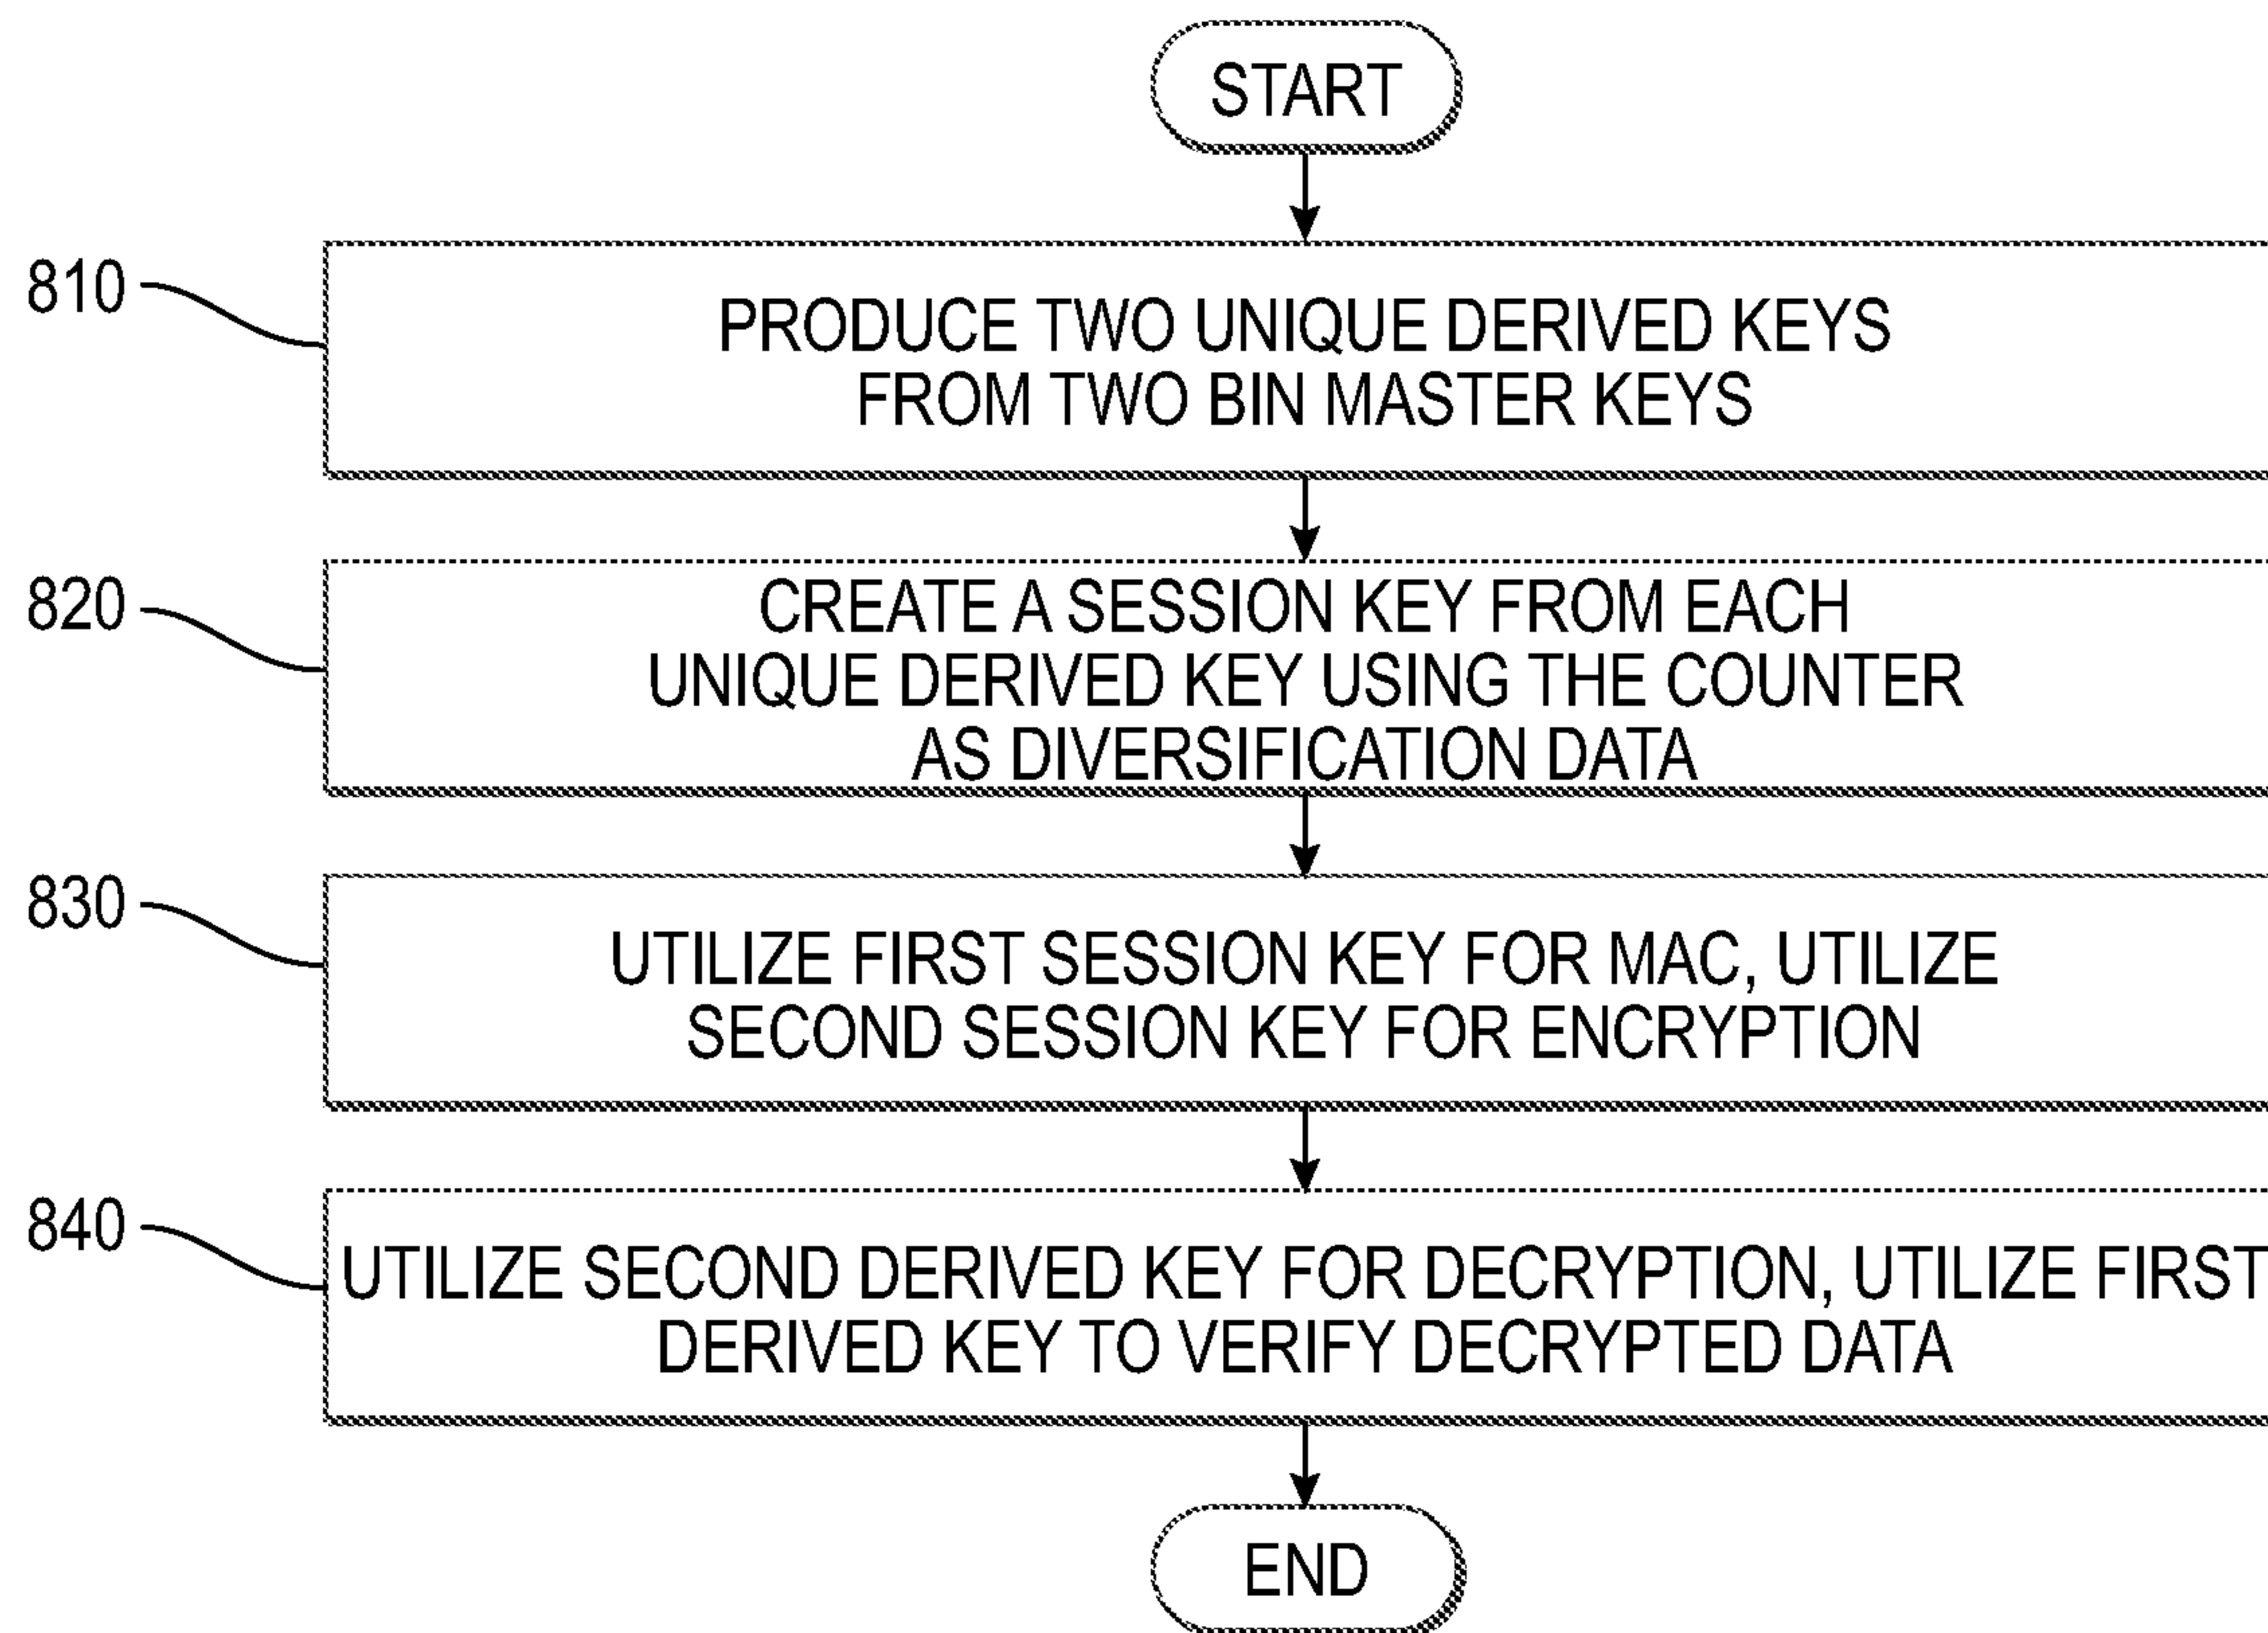 START
810
PRODUCE TWO UNIQUE DERIVED KEYS
FROM TWO BIN MASTER KEYS
820
CREATE A SESSION KEY FROM EACH
UNIQUE DERIVED KEY USING THE COUNTER
AS DIVERSIFICATION DATA
830
UTILIZE FIRST SESSION KEY FOR MAC, UTILIZE
SECOND SESSION KEY FOR ENCRYPTION
840
UTILIZE SECOND DERIVED KEY FOR DECRYPTION, UTILIZE FIRST
DERIVED KEY TO VERIFY DECRYPTED DATA
END